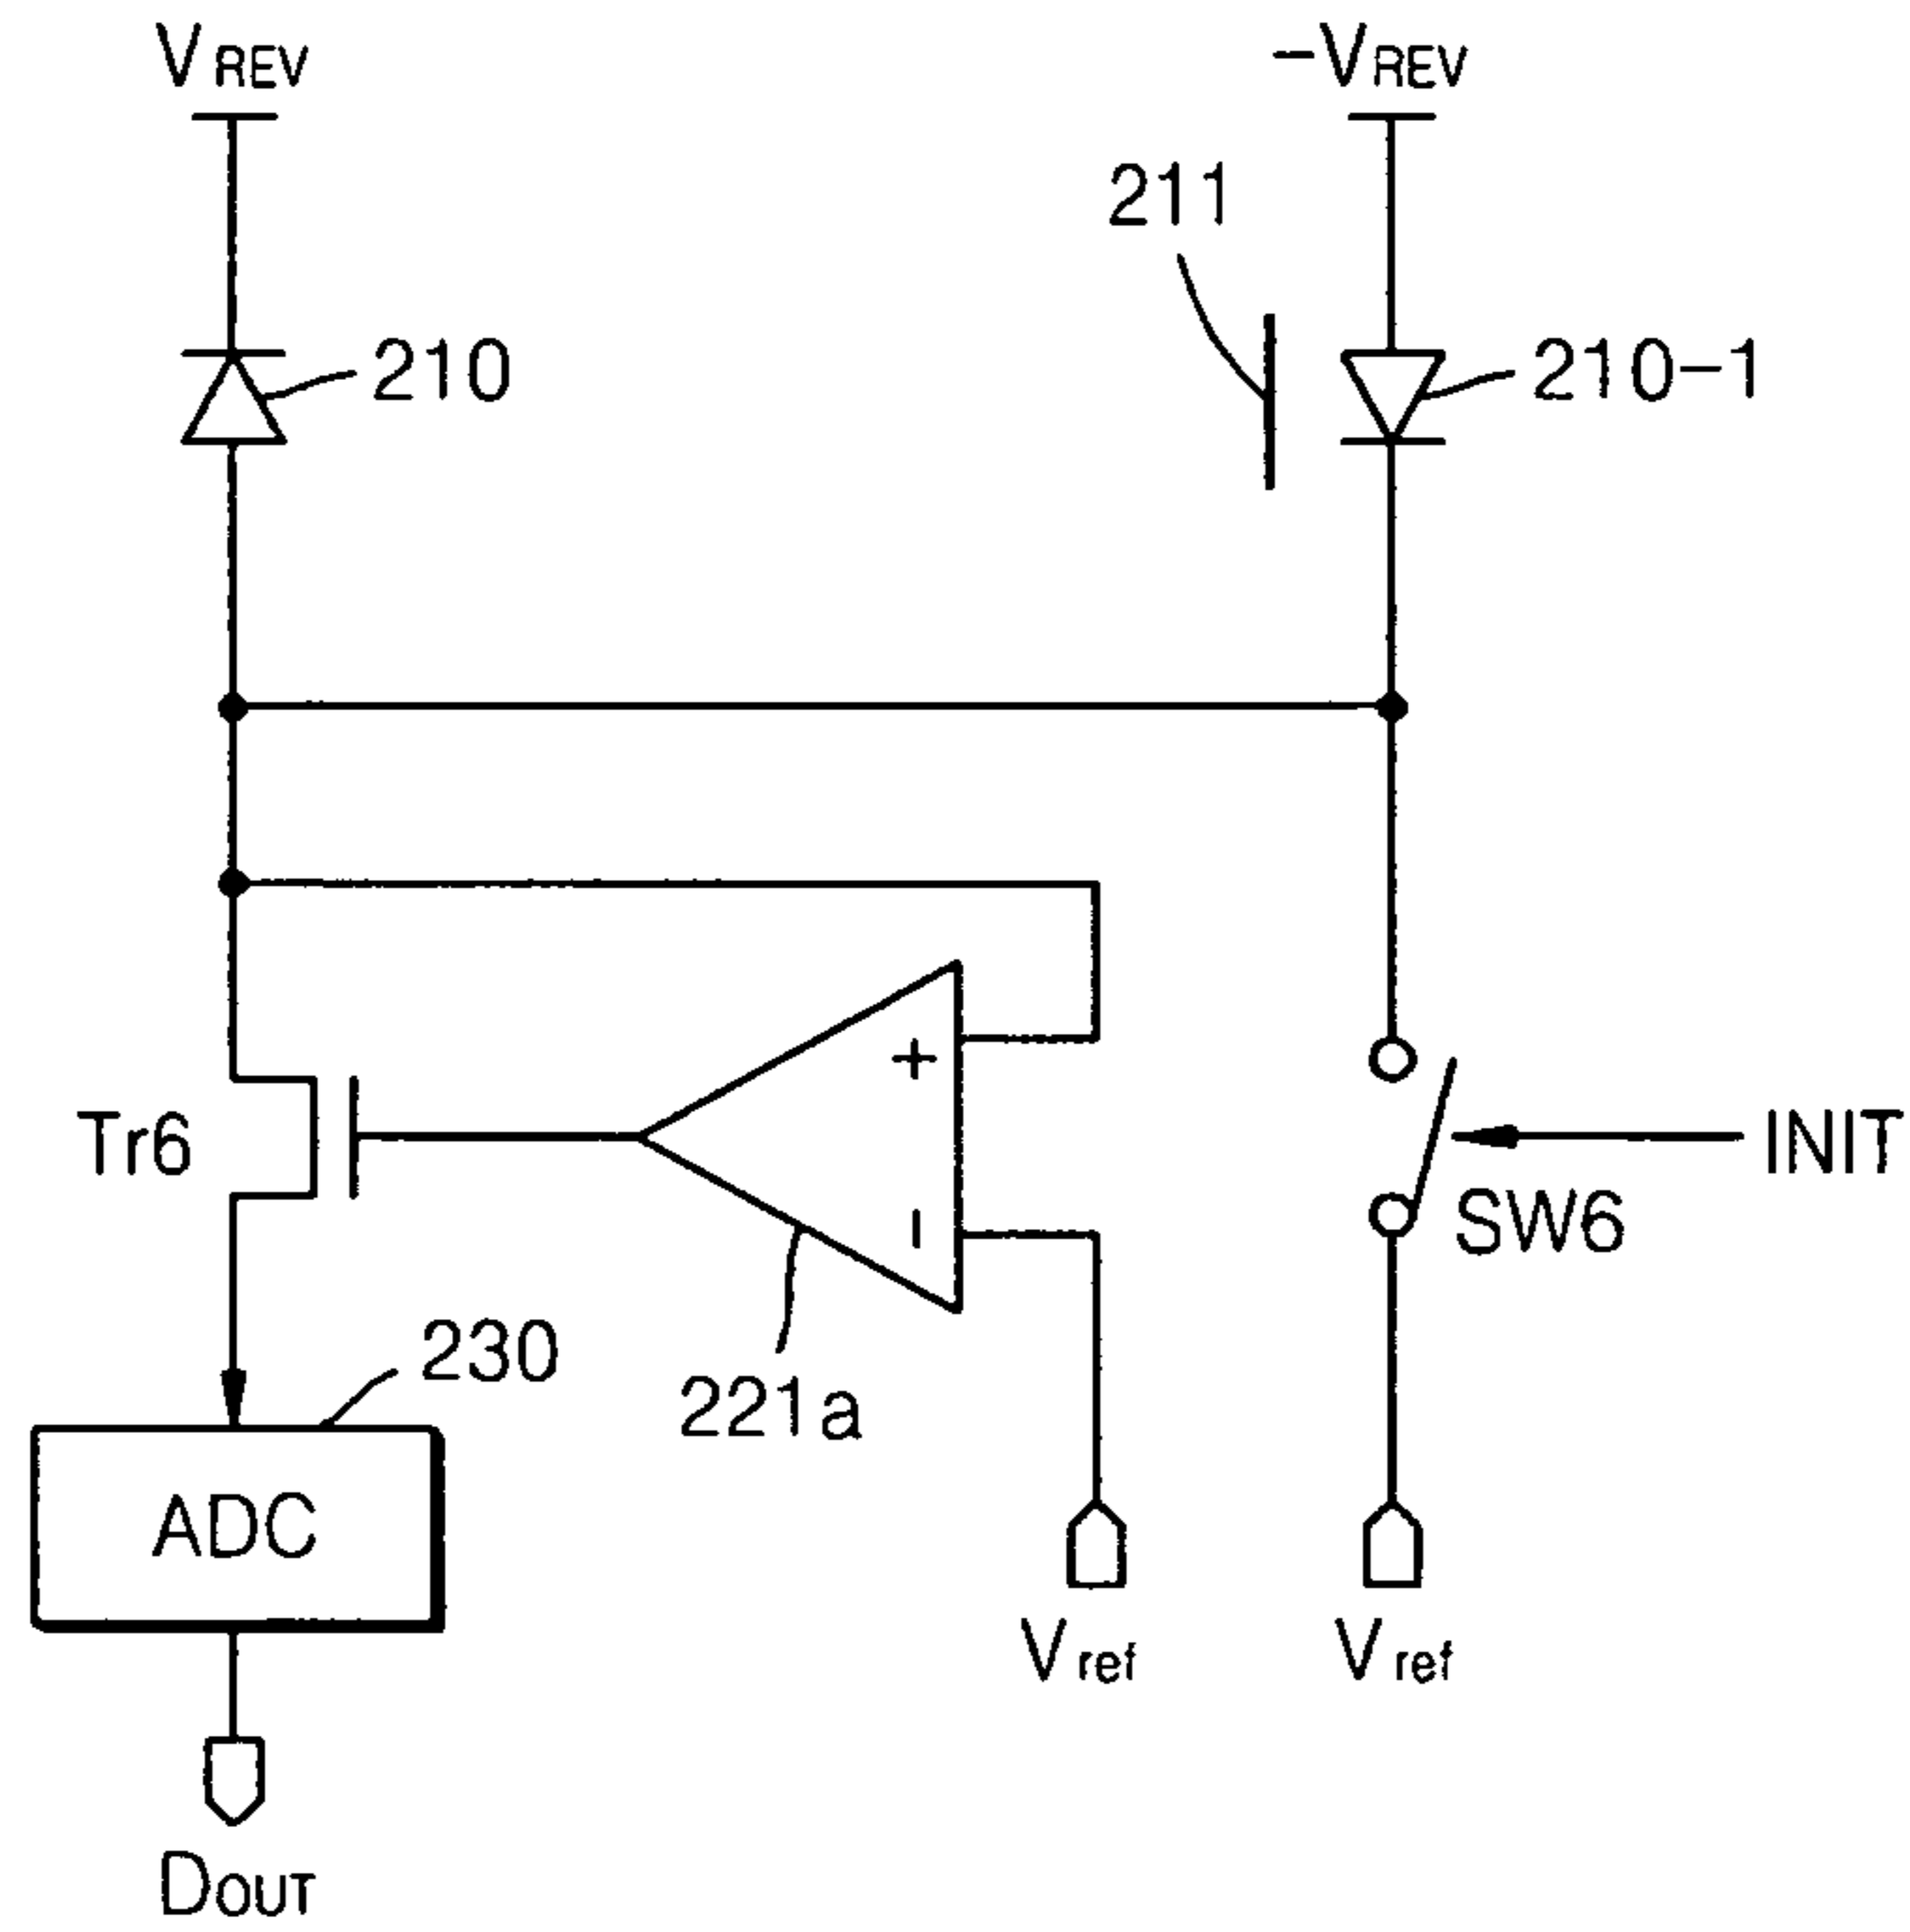 VREV
-VREV
211
210
210-1
+
Tr6
INIT
-
SW6
230
221a
ADC
Vref
Vref
DOUT